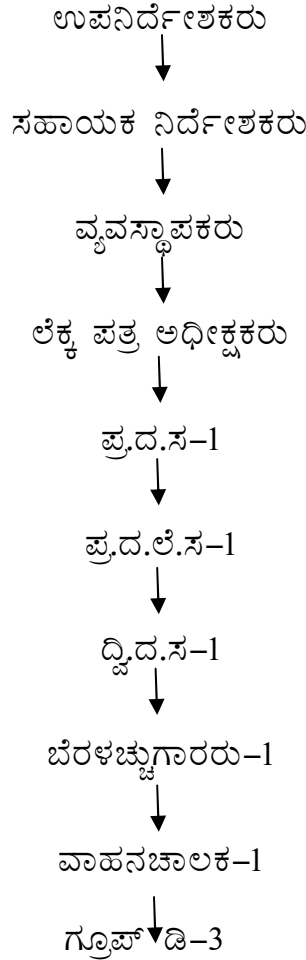 ಉಪನಿರ್ದೇಶಕರು
ಸಹಾಯಕ ನಿರ್ದೇಶಕರು
ವ್ಯವಸ್ಥಾಪಕರು
ಲೆಕ್ಕ ಪತ್ರ ಅಧೀಕ್ಷಕರು
ಪ್ರ.ದ.ಸ–1
ಪ್ರ.ದ.ಲೆ.ಸ–1
ದ್ವಿ.ದ.ಸ–1
ಬೆರಳಚ್ಚುಗಾರರು–1
ವಾಹನಚಾಲಕ–1
ಗ್ರೂಪ್ ಡಿ–3